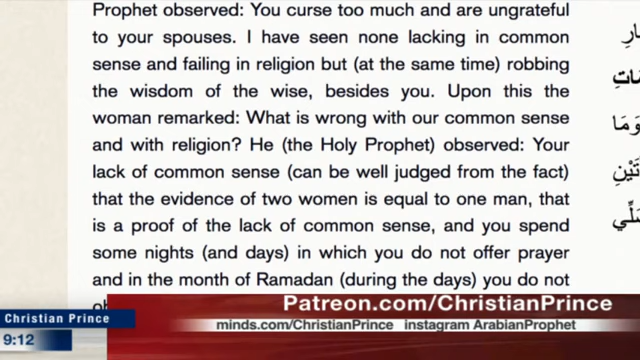 Prophet observed: You curse too much and are ungrateful
to your spouses. I have seen none lacking in common
sense and failing in religion but (at the same time) robbing
the wisdom of the wise, besides you. Upon this the
woman remarked: What is wrong with our common sense
and with religion? He (the Holy Prophet) observed: Your
lack of common sense (can be well judged from the fact)
that the evidence of two women is equal to one man, that
is a proof of the lack of common sense, and you spend
some nights (and days) in which you do not offer prayer
and in the month of Ramadan (during the days) you do not
وَمَا
Patreon.com/ChristianPrince
Christian Prince
minds.com/ChristianPrince instagram ArabianProphet
9:12